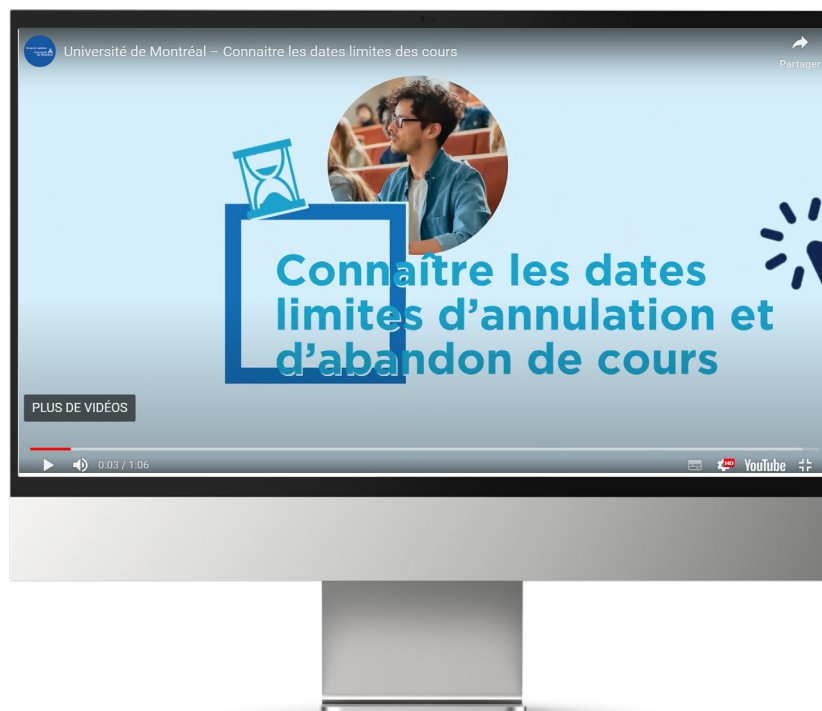 Université de Montréal – Connaitre les dates limites des cours
Partager
Connaître les dates
limites d’annulation et
d’abandon de cours
PLUS DE VIDÉOS
0:03 / 1:06
HD
YouTube